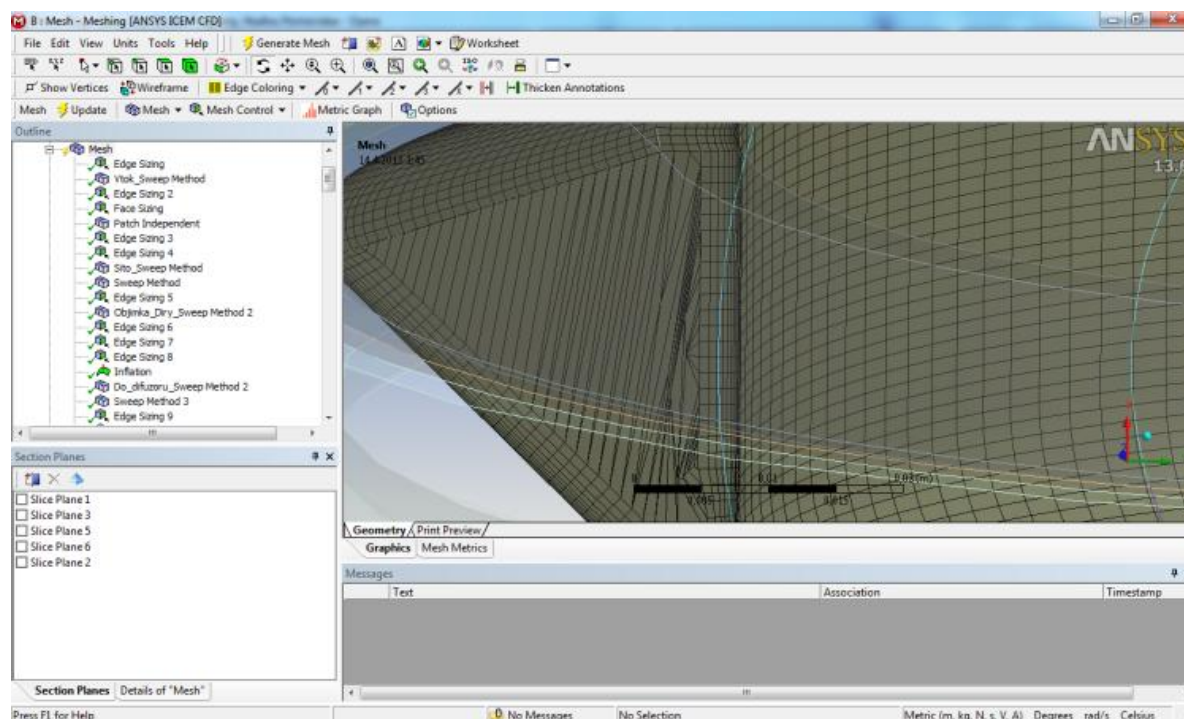 B : Mesh - Meshing [ANSYS ICEM CFD]
File Edit View Units Tools Help Generate Mesh Worksheet
Show Vertices Wireframe Edge Coloring Thicken Annotations
Mesh Update Mesh Mesh Control Metric Graph Options
Outline
Mesh
Edge Sizing
Vtok_Sweep Method
Edge Sizing 2
Face Sizing
Patch Independent
Edge Sizing 3
Edge Sizing 4
Sito_Sweep Method
Sweep Method
Edge Sizing 5
Objimka_Diry_Sweep Method 2
Edge Sizing 6
Edge Sizing 7
Edge Sizing 8
Inflation
Do_difuzoru_Sweep Method 2
Sweep Method 3
Edge Sizing 9
Section Planes
Slice Plane 1
Slice Plane 3
Slice Plane 5
Slice Plane 6
Slice Plane 2
Section Planes Details of "Mesh"
Mesh
ANSYS
0.005
0.015
Geometry Print Preview
Graphics Mesh Metrics
Messages
Text Association Timestamp
Press F1 for Help
0 No Messages No Selection Metric (m, kg, N, s, V, A) Degrees rad/s Celsius